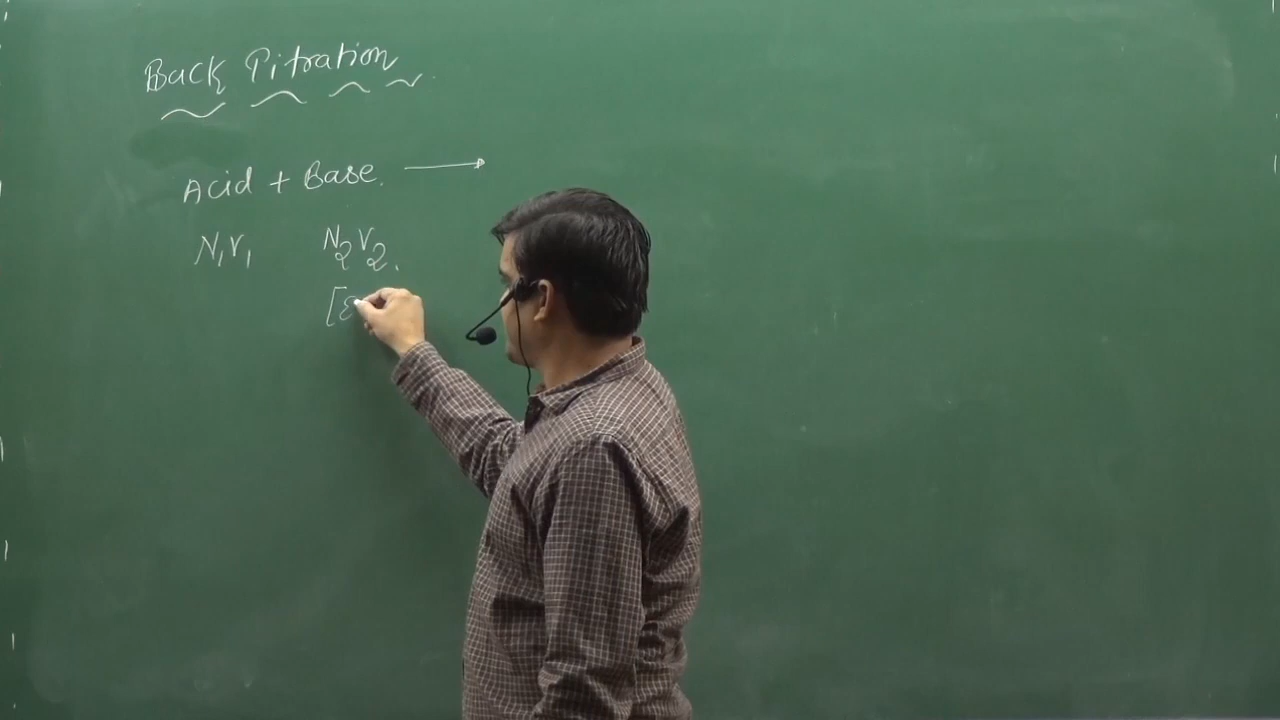 Back Titration
Acid + Base. →
N₁V₁ N₂V₂.
[E